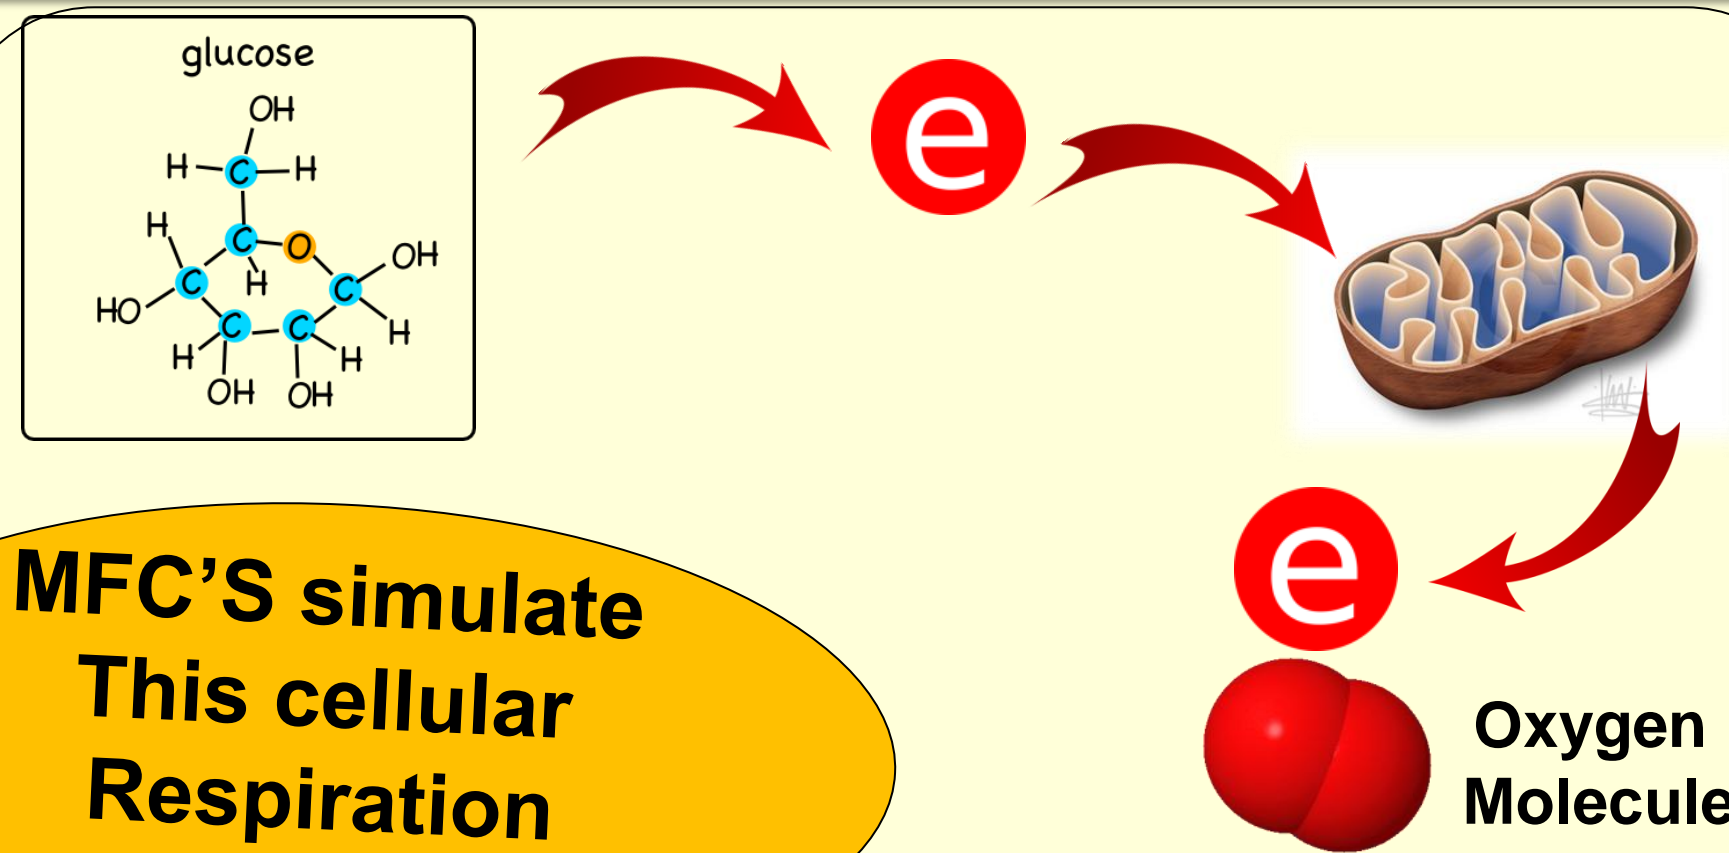 glucose
OH
H C H
H
C O
OH
C H C
HO
C C
H H H
OH OH
e
e
MFC'S simulate
This cellular
Respiration
Oxygen
Molecule